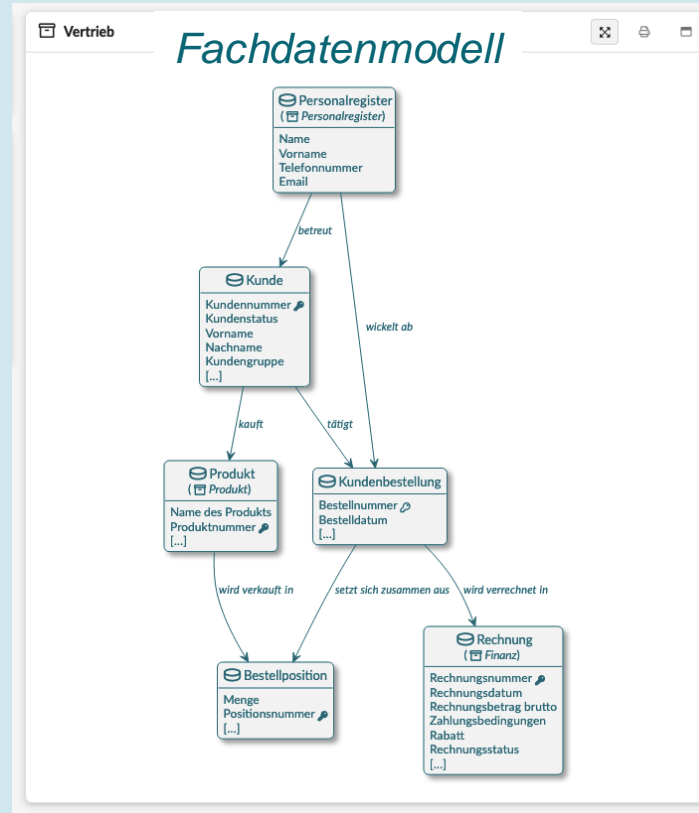 Vertrieb
Fachdatenmodell
Personalregister
(Personalregister)
Name
Vorname
Telefonnummer
Email
betreut
wickelt ab
Kunde
Kundennummer
Kundenstatus
Vorname
Nachname
Kundengruppe
[...]
kauft
tätigt
Produkt
(Produkt)
Name des Produkts
Produktnummer
[...]
Kundenbestellung
Bestellnummer
Bestelldatum
[...]
wird verkauft in
setzt sich zusammen aus
wird verrechnet in
Bestellposition
Menge
Positionsnummer
[...]
Rechnung
(Finanz)
Rechnungsnummer
Rechnungsdatum
Rechnungsbetrag brutto
Zahlungsbedingungen
Rabatt
Rechnungsstatus
[...]